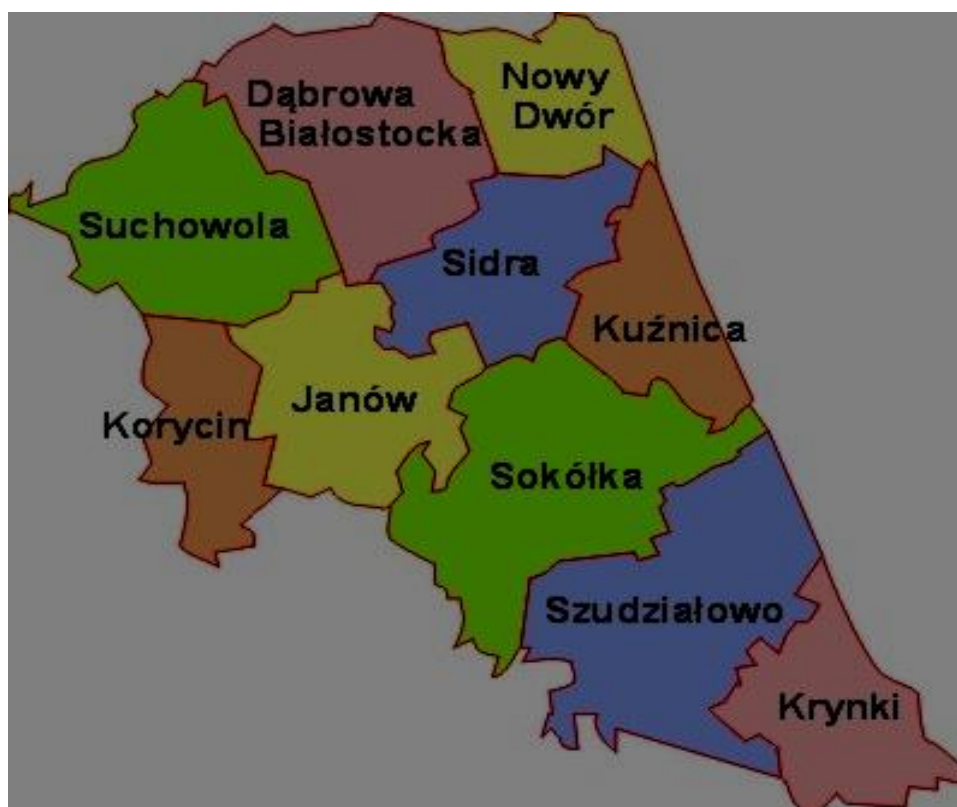 Nowy
Dwór
Dąbrowa
Białostocka
Suchowola
Sidra
Kuźnica
Janów
Korycin
Sokółka
Szudziałowo
Krynki